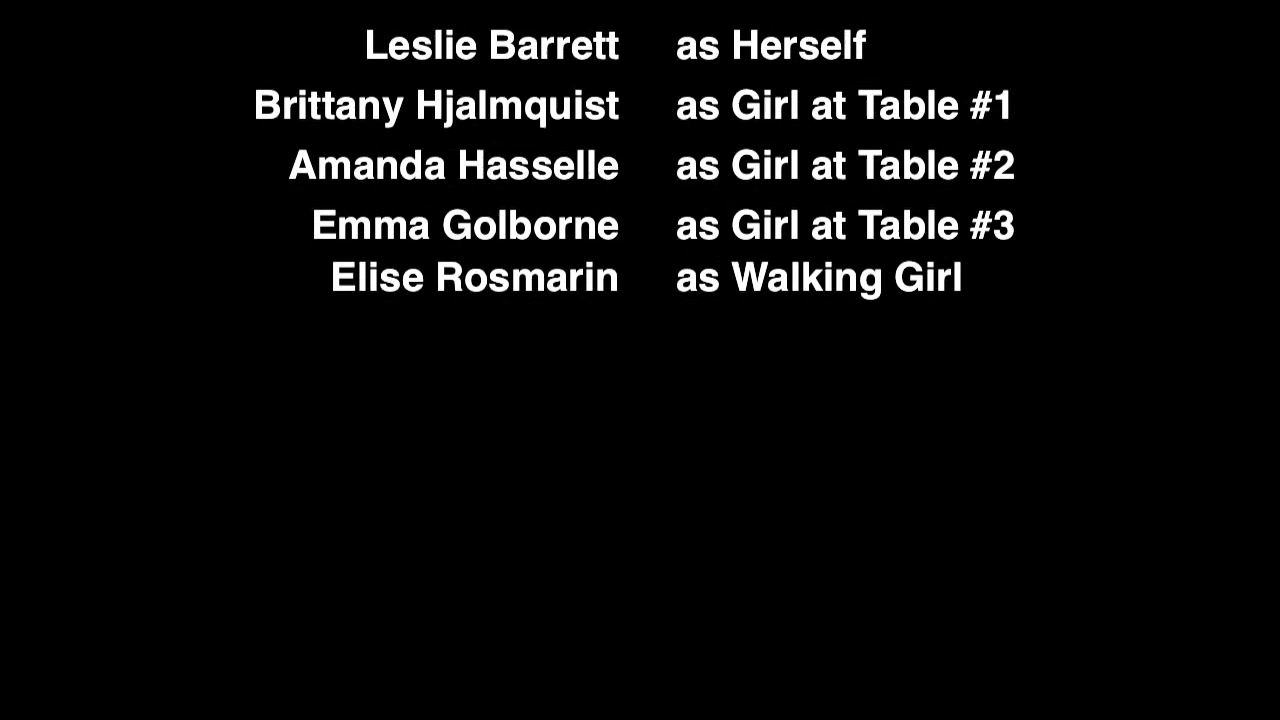 Leslie Barrett as Herself
Brittany Hjalmquist as Girl at Table #1
Amanda Hasselle as Girl at Table #2
Emma Golborne as Girl at Table #3
Elise Rosmarin as Walking Girl